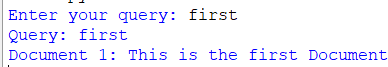 Enter your query: first
Query: first
Document 1: This is the first Document